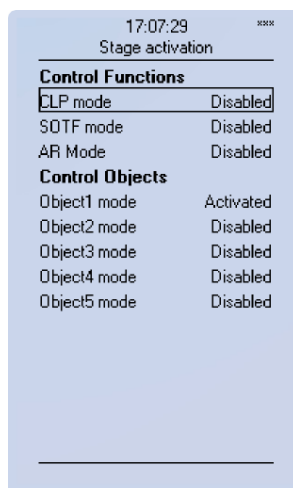 17:07:29 ***
Stage activation
Control Functions
CLP mode Disabled
SOTF mode Disabled
AR Mode Disabled
Control Objects
Object1 mode Activated
Object2 mode Disabled
Object3 mode Disabled
Object4 mode Disabled
Object5 mode Disabled